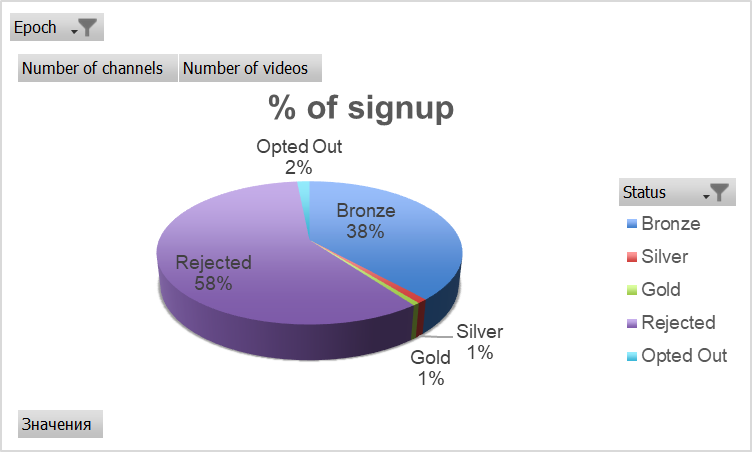 Epoch
Number of channels
Number of videos
% of signup
Opted Out
2%
Bronze
38%
Rejected
58%
Silver
1%
Gold
1%
Status
Bronze
Silver
Gold
Rejected
Opted Out
Значения